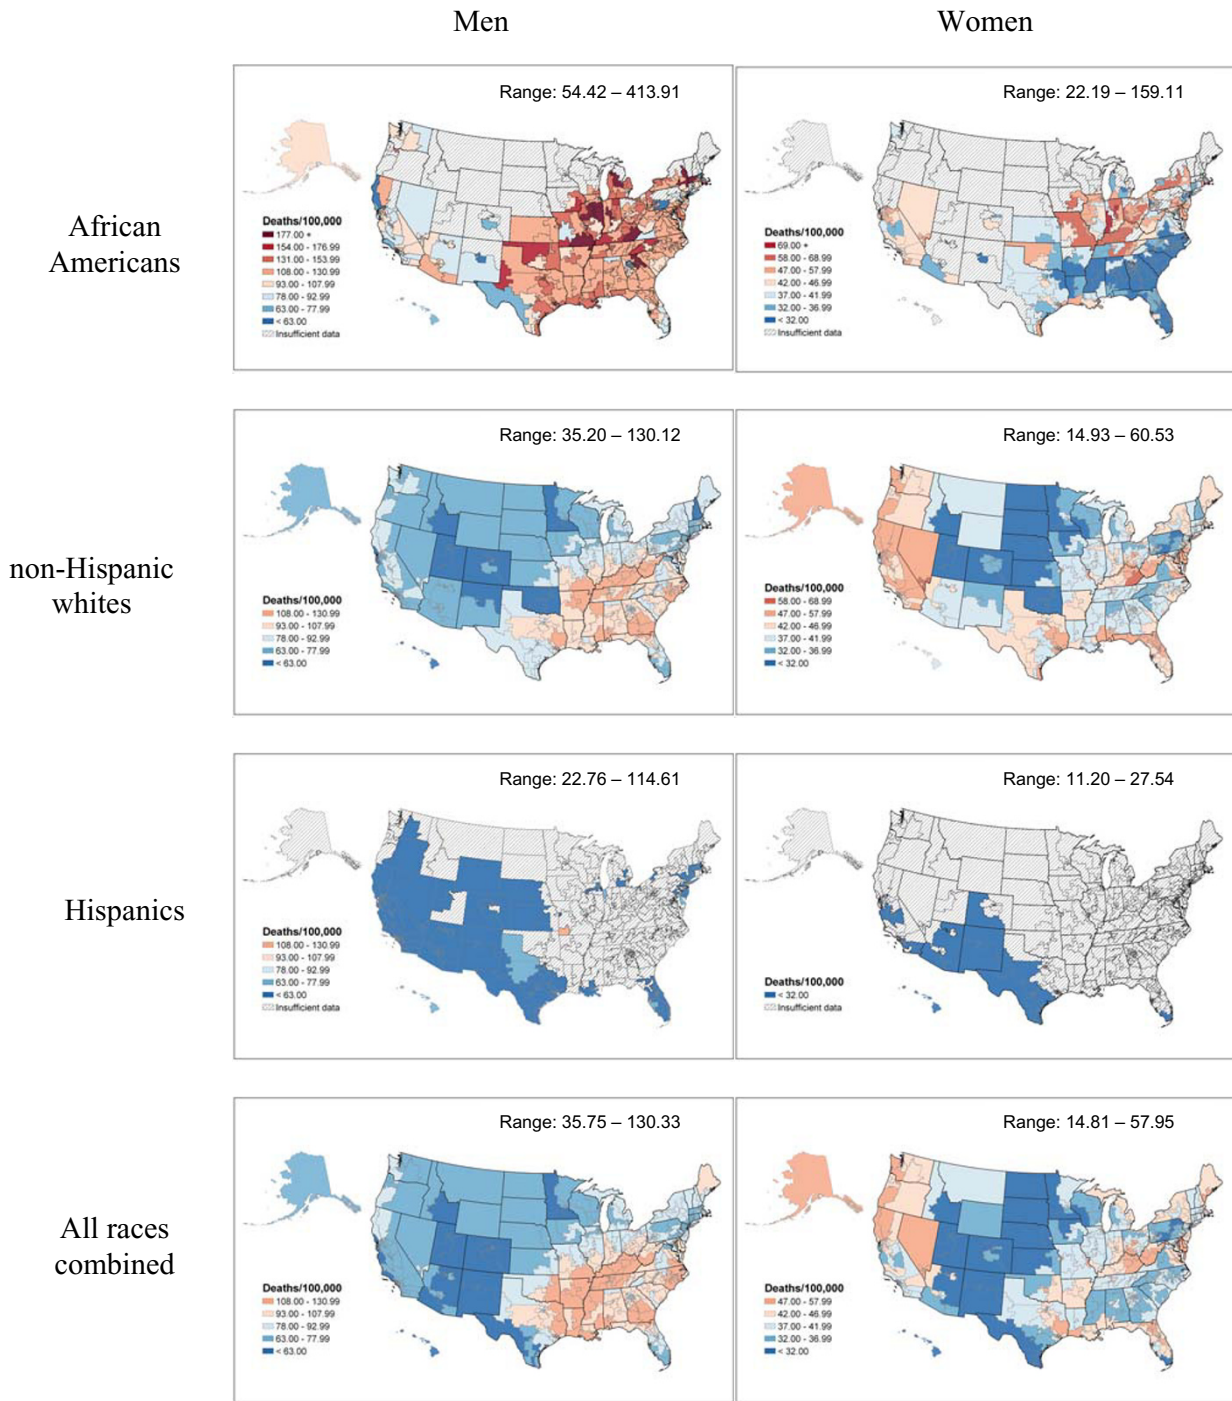 Men
Women
African
Americans
Range: 54.42 – 413.91
Deaths/100,000
177.00 +
154.00 - 176.99
131.00 - 153.99
108.00 - 130.99
93.00 - 107.99
78.00 - 92.99
63.00 - 77.99
< 63.00
Insufficient data
Range: 22.19 – 159.11
Deaths/100,000
69.00 +
58.00 - 68.99
47.00 - 57.99
42.00 - 46.99
37.00 - 41.99
32.00 - 36.99
< 32.00
Insufficient data
non-Hispanic
whites
Range: 35.20 – 130.12
Deaths/100,000
108.00 - 130.99
93.00 - 107.99
78.00 - 92.99
63.00 - 77.99
< 63.00
Range: 14.93 – 60.53
Deaths/100,000
58.00 - 68.99
47.00 - 57.99
42.00 - 46.99
37.00 - 41.99
32.00 - 36.99
< 32.00
Hispanics
Range: 22.76 – 114.61
Deaths/100,000
108.00 - 130.99
93.00 - 107.99
78.00 - 92.99
63.00 - 77.99
< 63.00
Insufficient data
Range: 11.20 – 27.54
Deaths/100,000
< 32.00
Insufficient data
All races
combined
Range: 35.75 – 130.33
Deaths/100,000
108.00 - 130.99
93.00 - 107.99
78.00 - 92.99
63.00 - 77.99
< 63.00
Range: 14.81 – 57.95
Deaths/100,000
47.00 - 57.99
42.00 - 46.99
37.00 - 41.99
32.00 - 36.99
< 32.00